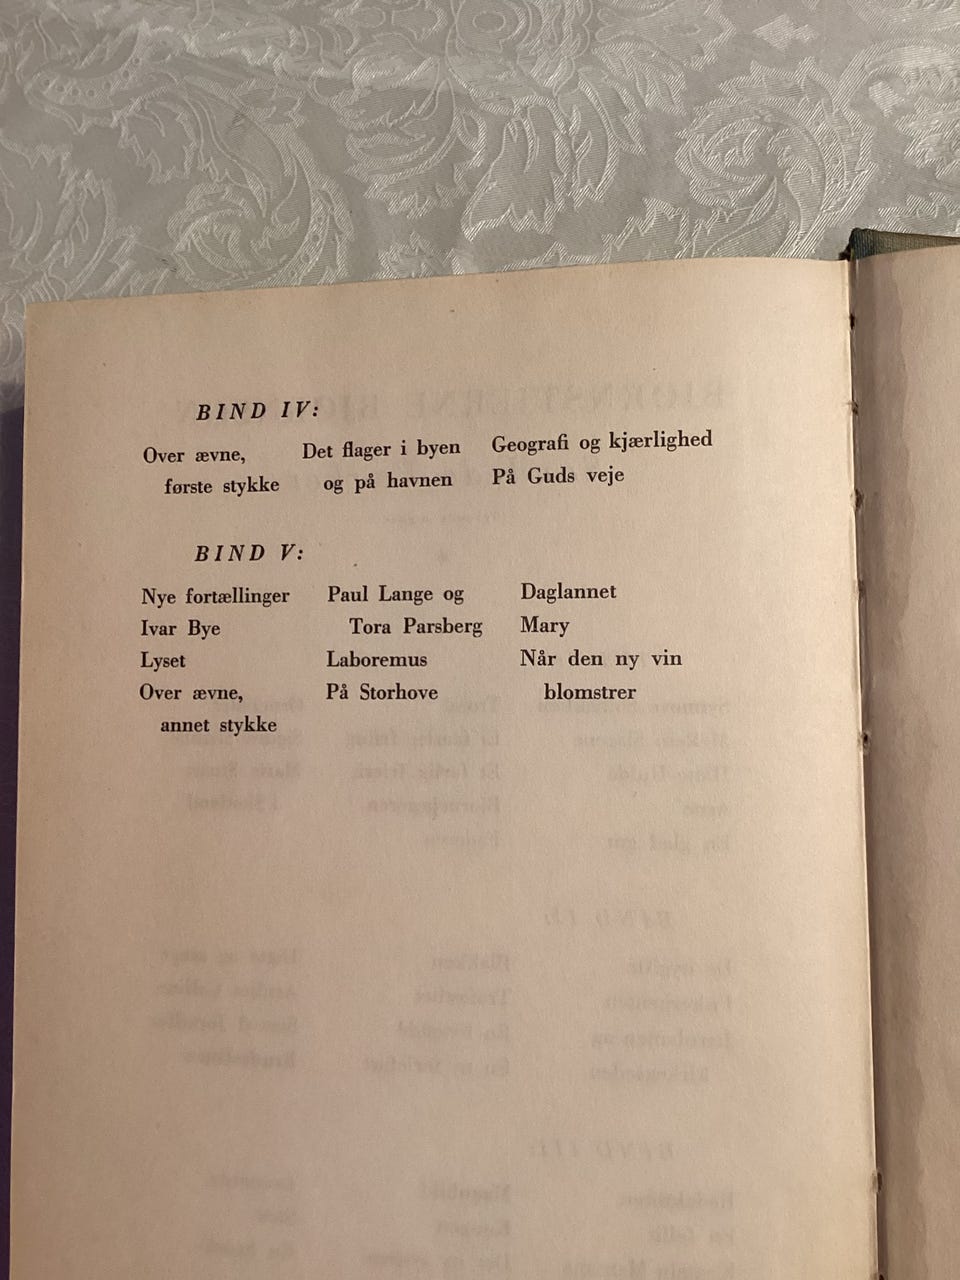 BIND IV:
Over ævne,
første stykke
Det flager i byen
og på havnen
Geografi og kjærlighed
På Guds veje
BIND V:
Nye fortællinger
Ivar Bye
Lyset
Over ævne,
annet stykke
Paul Lange og
Tora Parsberg
Laboremus
På Storhove
Daglannet
Mary
Når den ny vin
blomstrer